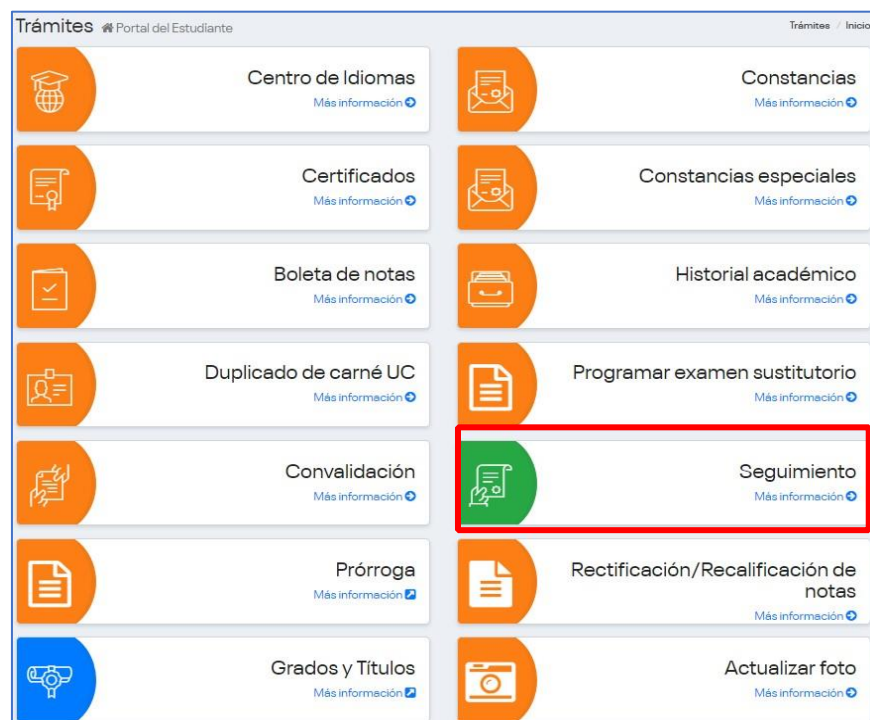 Trámites Portal del Estudiante
Trámites / Inicio
Centro de Idiomas
Más información
Constancias
Más información
Certificados
Más información
Constancias especiales
Más información
Boleta de notas
Más información
Historial académico
Más información
Duplicado de carné UC
Más información
Programar examen sustitutorio
Más información
Convalidación
Más información
Seguimiento
Más información
Prórroga
Más información
Rectificación/Recalificación de
notas
Más información
Grados y Títulos
Más información
Actualizar foto
Más información